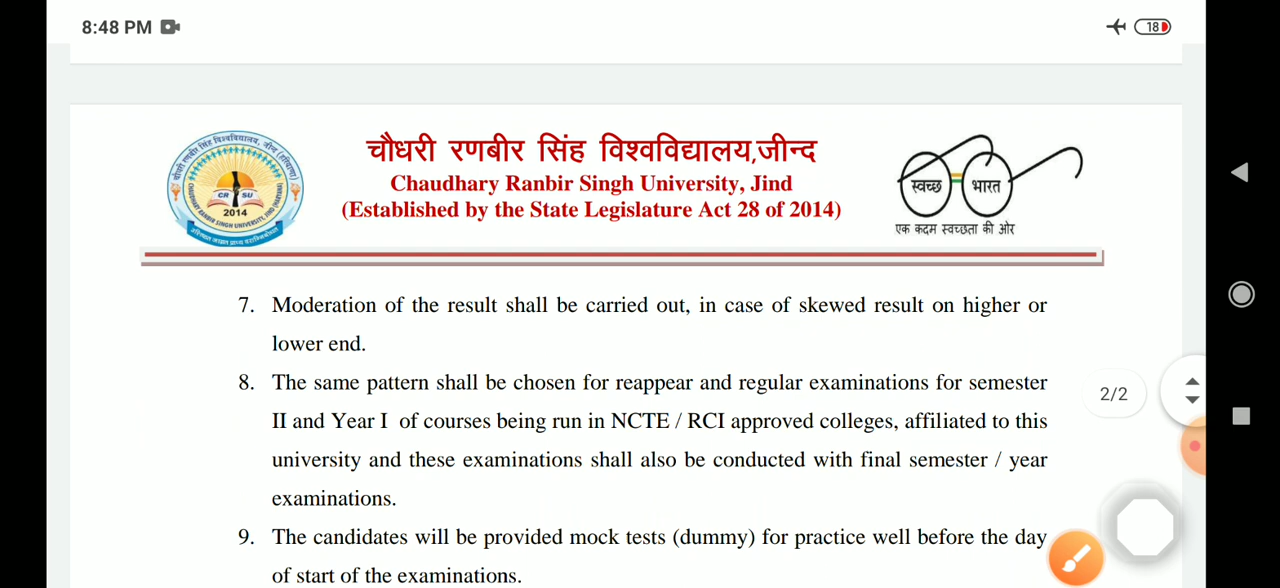 8:48 PM
18
चौधरी रणबीर सिंह विश्वविद्यालय,जीन्द
Chaudhary Ranbir Singh University, Jind
(Established by the State Legislature Act 28 of 2014)
CR SU
2014
स्वच्छ भारत
एक कदम स्वच्छता की ओर
7. Moderation of the result shall be carried out, in case of skewed result on higher or
lower end.
8. The same pattern shall be chosen for reappear and regular examinations for semester
II and Year I of courses being run in NCTE / RCI approved colleges, affiliated to this
university and these examinations shall also be conducted with final semester / year
examinations.
2/2
9. The candidates will be provided mock tests (dummy) for practice well before the day
of start of the examinations.